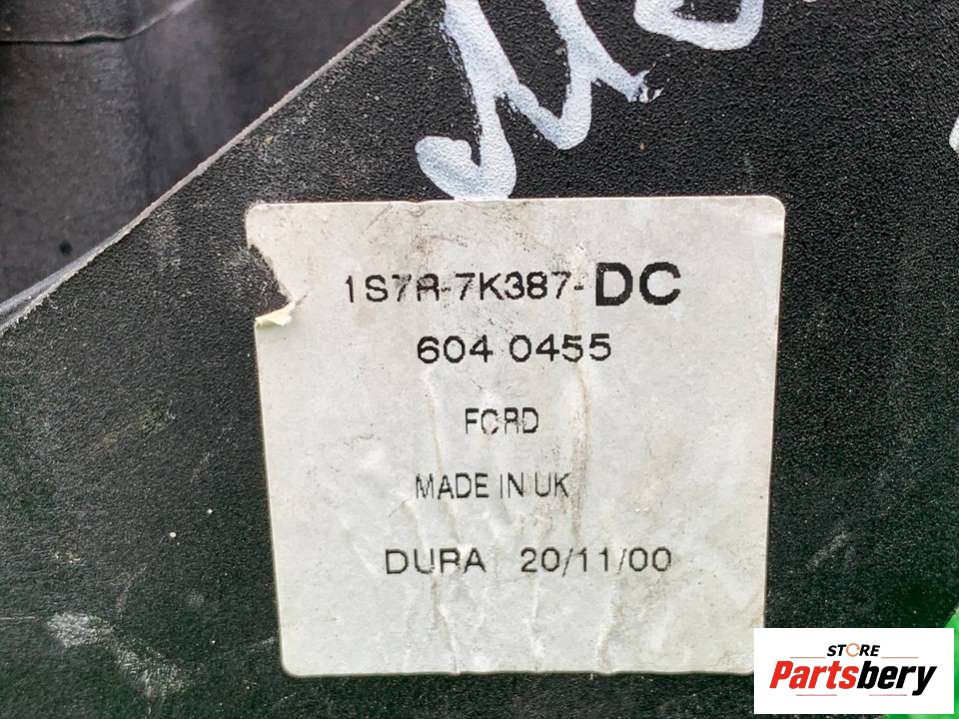 1S7R-7K387-DC
604 0455
FORD
MADE IN UK
DURA 20/11/00
STORE
Partsbery